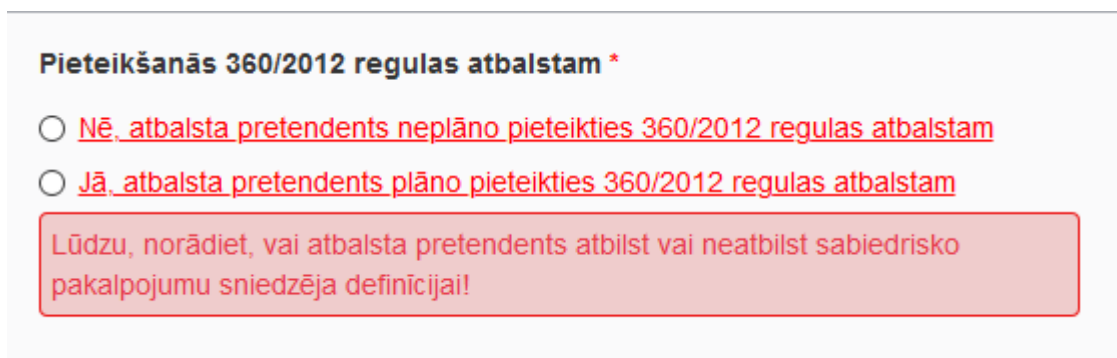 Pieteikšanās 360/2012 regulas atbalstam *
Nē, atbalsta pretendents neplāno pieteikties 360/2012 regulas atbalstam
Jā, atbalsta pretendents plāno pieteikties 360/2012 regulas atbalstam
Lūdzu, norādiet, vai atbalsta pretendents atbilst vai neatbilst sabiedrisko
pakalpojumu sniedzēja definīcijai!